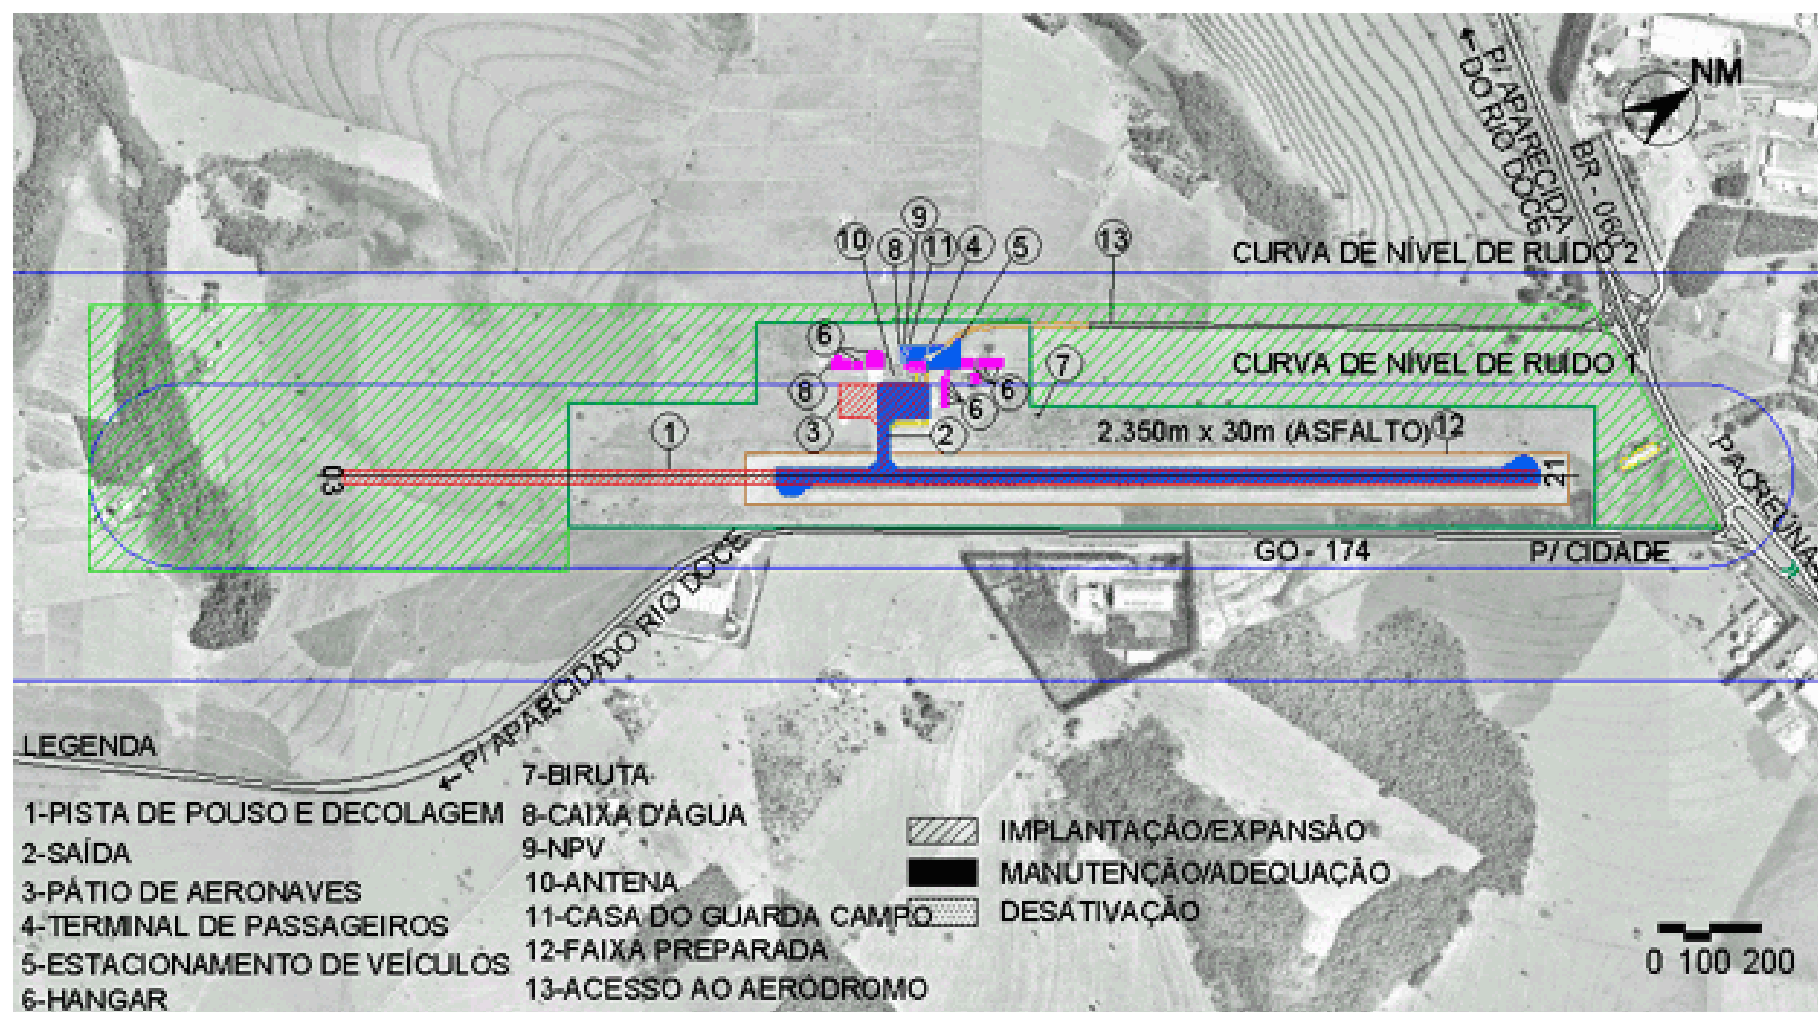 NM
P/ APARECIDA
DO RIO DOCE
BR - 060
9
10
8
11
4
5
13
CURVA DE NÍVEL DE RUÍDO 2
6
7
CURVA DE NÍVEL DE RUÍDO 1
8
6
6
3
2
1
2.350m x 30m (ASFALTO)
12
03
21
P/ACREÚNA
GO - 174
P/ CIDADE
P/ APARECIDA DO RIO DOCE
LEGENDA
1-PISTA DE POUSO E DECOLAGEM
2-SAÍDA
3-PÁTIO DE AERONAVES
4-TERMINAL DE PASSAGEIROS
5-ESTACIONAMENTO DE VEÍCULOS
6-HANGAR
7-BIRUTA
8-CAIXA D'ÁGUA
9-NPV
10-ANTENA
11-CASA DO GUARDA CAMPO
12-FAIXA PREPARADA
13-ACESSO AO AERÓDROMO
IMPLANTAÇÃO/EXPANSÃO
MANUTENÇÃO/ADEQUAÇÃO
DESATIVAÇÃO
0 100 200